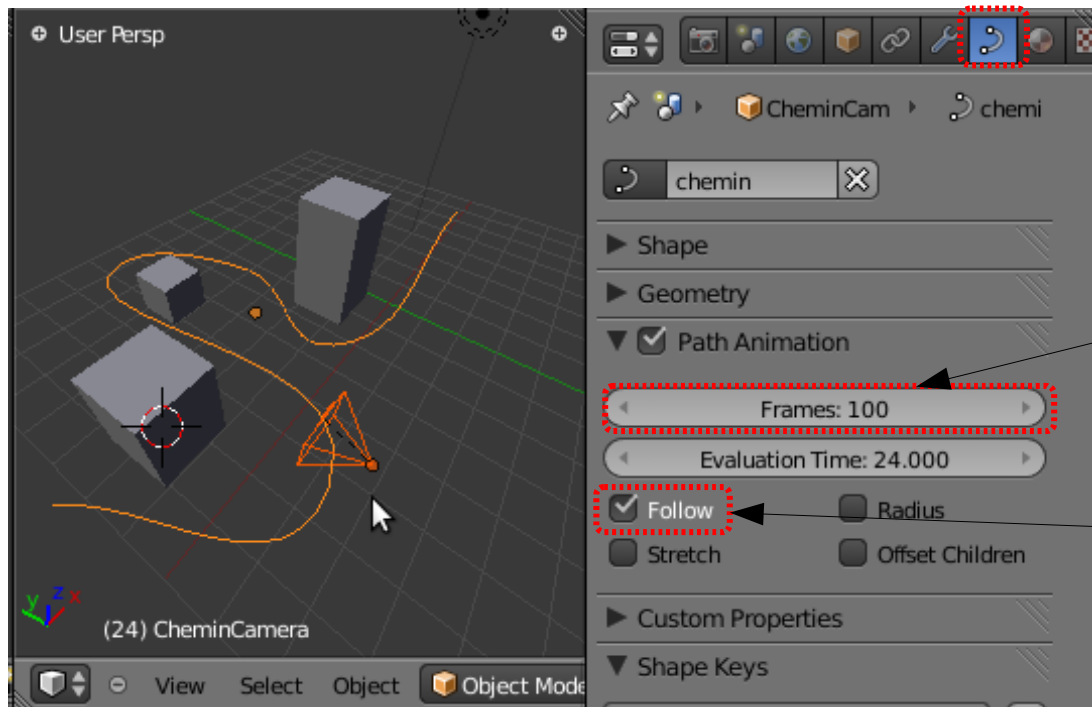 User Persp
y z x
(24) CheminCamera
View Select Object Object Mode
CheminCam chemi
chemin
Shape
Geometry
Path Animation
Frames: 100
Evaluation Time: 24.000
Follow Radius
Stretch Offset Children
Custom Properties
Shape Keys